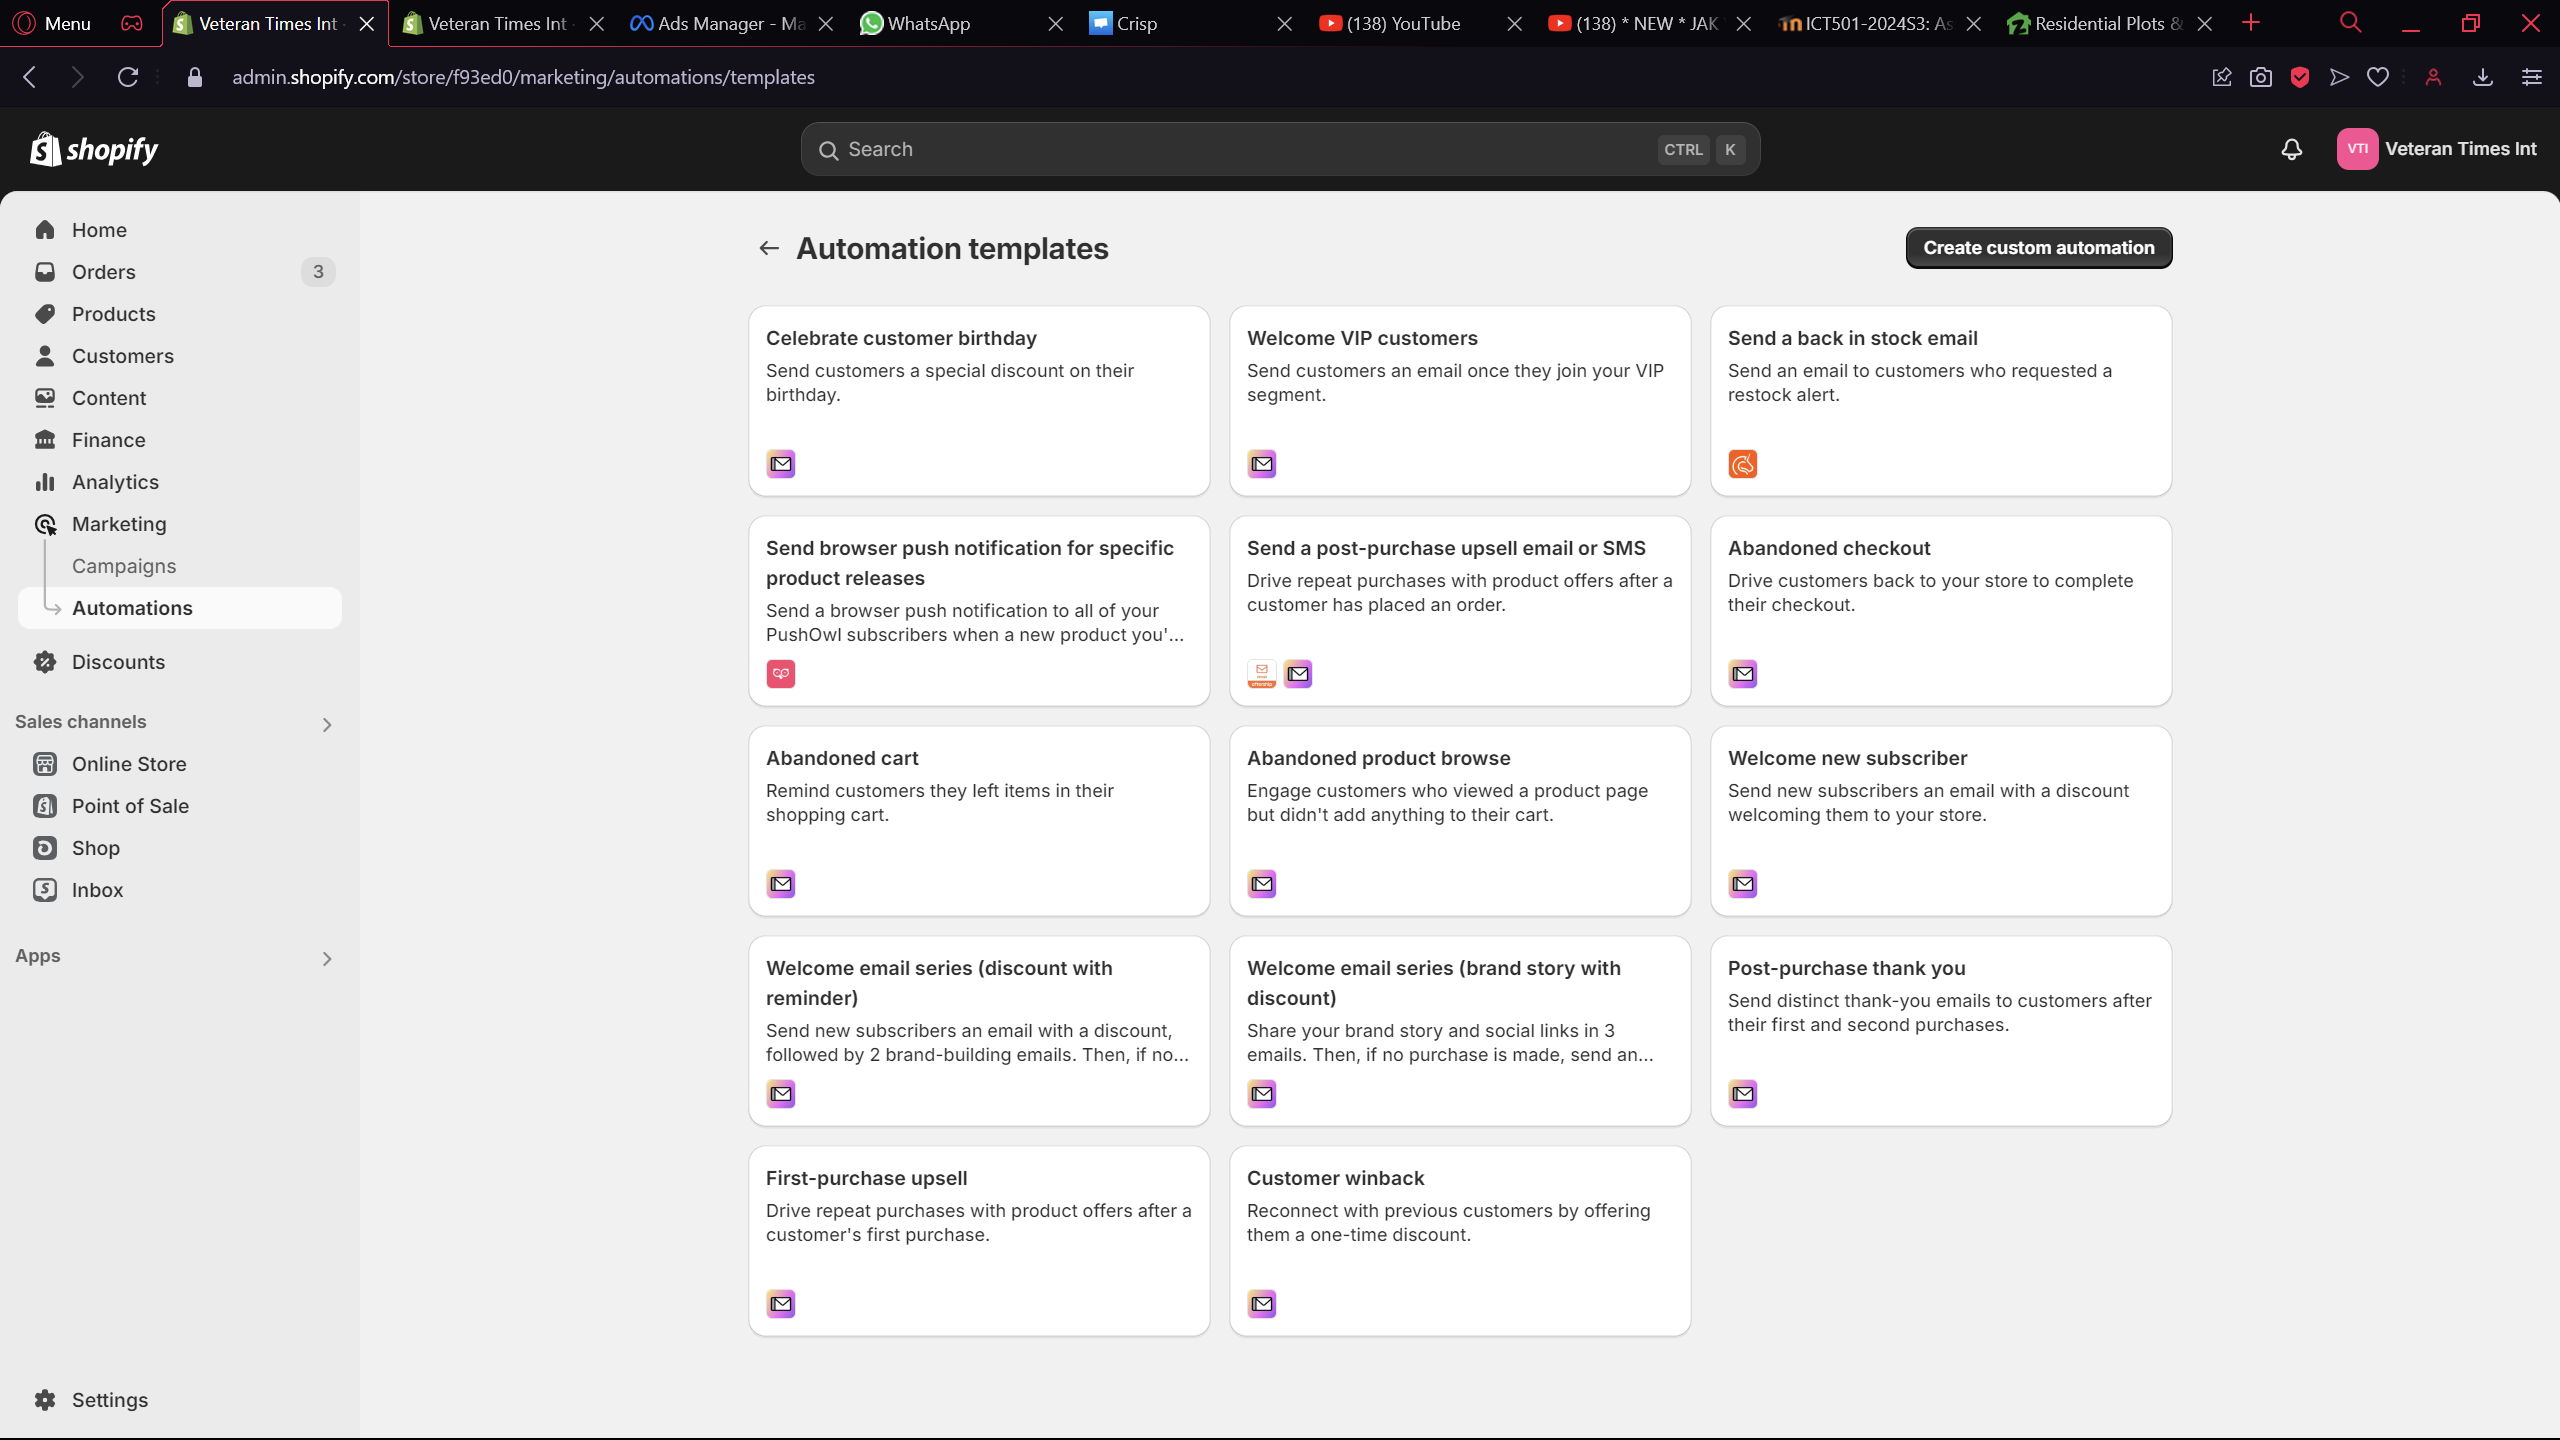 Menu
Veteran Times Int
Veteran Times Int
Ads Manager - Ma
WhatsApp
Crisp
(138) YouTube
(138) * NEW * JAK
ICT501-2024S3: As
Residential Plots &
admin.shopify.com/store/f93ed0/marketing/automations/templates
shopify
Search
CTRL K
VTI
Veteran Times Int
Home
Orders
3
Products
Customers
Content
Finance
Analytics
Marketing
Campaigns
Automations
Discounts
Sales channels
Online Store
Point of Sale
Shop
Inbox
Apps
Settings
Automation templates
Create custom automation
Celebrate customer birthday
Send customers a special discount on their
birthday.
Welcome VIP customers
Send customers an email once they join your VIP
segment.
Send a back in stock email
Send an email to customers who requested a
restock alert.
Send browser push notification for specific
product releases
Send a browser push notification to all of your
PushOwl subscribers when a new product you'...
Send a post-purchase upsell email or SMS
Drive repeat purchases with product offers after a
customer has placed an order.
Abandoned checkout
Drive customers back to your store to complete
their checkout.
Abandoned cart
Remind customers they left items in their
shopping cart.
Abandoned product browse
Engage customers who viewed a product page
but didn't add anything to their cart.
Welcome new subscriber
Send new subscribers an email with a discount
welcoming them to your store.
Welcome email series (discount with
reminder)
Send new subscribers an email with a discount,
followed by 2 brand-building emails. Then, if no...
Welcome email series (brand story with
discount)
Share your brand story and social links in 3
emails. Then, if no purchase is made, send an...
Post-purchase thank you
Send distinct thank-you emails to customers after
their first and second purchases.
First-purchase upsell
Drive repeat purchases with product offers after a
customer's first purchase.
Customer winback
Reconnect with previous customers by offering
them a one-time discount.